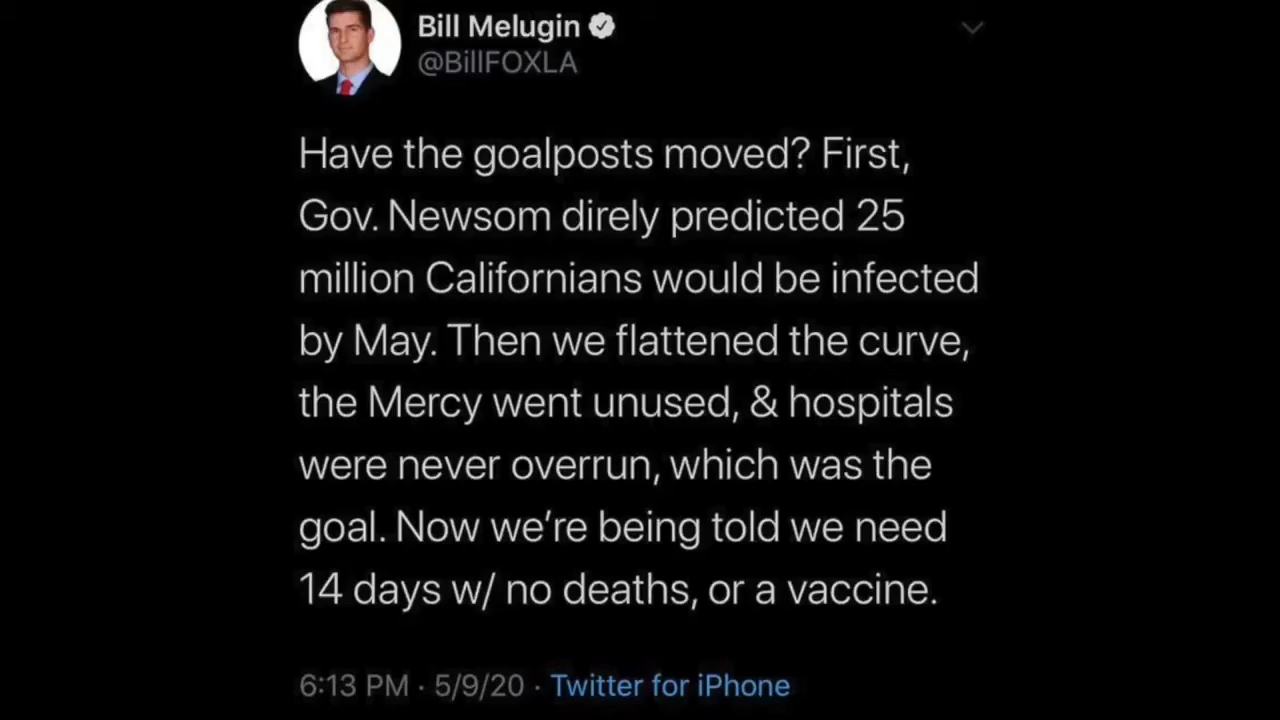 Bill Melugin
@BillFOXLA
Have the goalposts moved? First,
Gov. Newsom direly predicted 25
million Californians would be infected
by May. Then we flattened the curve,
the Mercy went unused, & hospitals
were never overrun, which was the
goal. Now we’re being told we need
14 days w/ no deaths, or a vaccine.
6:13 PM · 5/9/20 · Twitter for iPhone